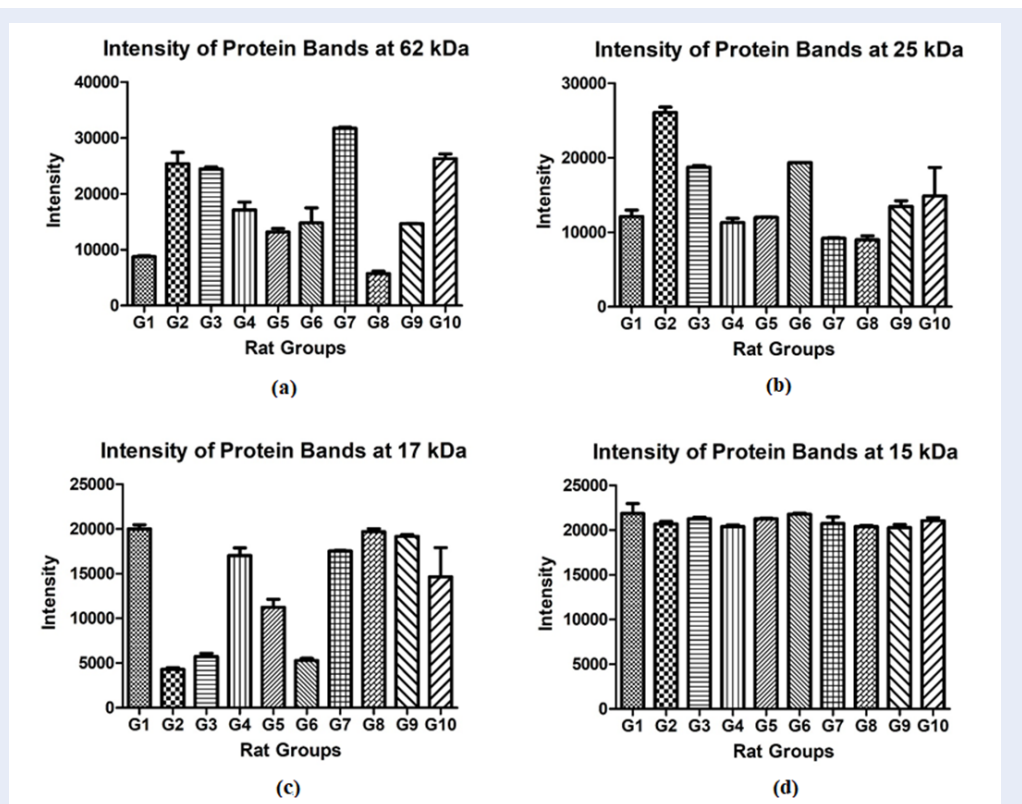 Intensity of Protein Bands at 62 kDa
40000
30000
20000
10000
0
Intensity
G1 G2 G3 G4 G5 G6 G7 G8 G9 G10
Rat Groups
(a)
Intensity of Protein Bands at 25 kDa
30000
20000
10000
0
Intensity
G1 G2 G3 G4 G5 G6 G7 G8 G9 G10
Rat Groups
(b)
Intensity of Protein Bands at 17 kDa
25000
20000
15000
10000
5000
0
Intensity
G1 G2 G3 G4 G5 G6 G7 G8 G9 G10
Rat Groups
(c)
Intensity of Protein Bands at 15 kDa
25000
20000
15000
10000
5000
0
Intensity
G1 G2 G3 G4 G5 G6 G7 G8 G9 G10
Rat Groups
(d)